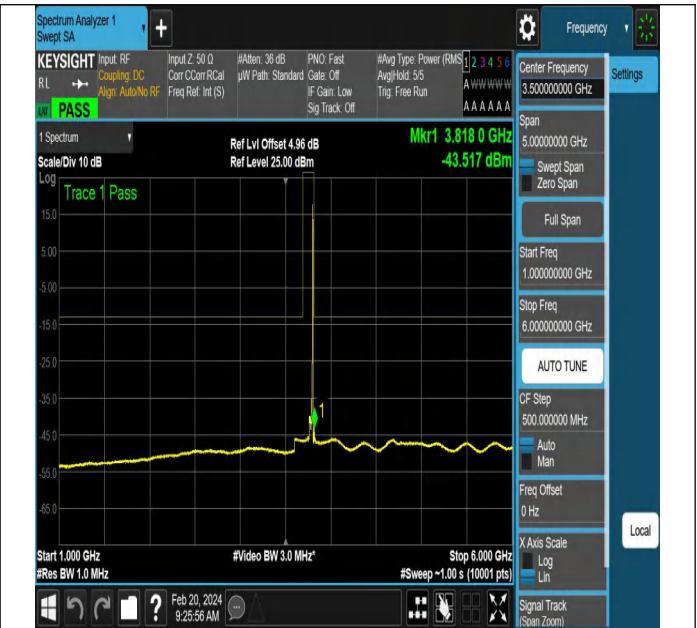 Spectrum Analyzer 1
Swept SA
Frequency
KEYSIGHT
RL
PASS
Input: RF
Coupling: DC
Align: Auto/No RF
Input Z: 50 Ω
Corr CCorr RCal
Freq Ref: Int (S)
#Atten: 36 dB
µW Path: Standard
PNO: Fast
Gate: Off
IF Gain: Low
Sig Track: Off
#Avg Type: Power (RMS
Avg|Hold: 5/5
Trig: Free Run
1 2 3 4 5 6
A W W W W W
A A A A A A
1 Spectrum
Scale/Div 10 dB
Log
Ref Lvl Offset 4.96 dB
Ref Level 25.00 dBm
Mkr1 3.818 0 GHz
-43.517 dBm
Trace 1 Pass
15.0
5.00
-5.00
-15.0
-25.0
-35.0
-45.0
-55.0
-65.0
1
Start 1.000 GHz
#Res BW 1.0 MHz
#Video BW 3.0 MHz*
Stop 6.000 GHz
#Sweep ~1.00 s (10001 pts)
Feb 20, 2024
9:25:56 AM
?
Center Frequency
3.500000000 GHz
Span
5.00000000 GHz
Swept Span
Zero Span
Full Span
Start Freq
1.000000000 GHz
Stop Freq
6.000000000 GHz
AUTO TUNE
CF Step
500.000000 MHz
Auto
Man
Freq Offset
0 Hz
X Axis Scale
Log
Lin
Signal Track
(Span Zoom)
Settings
Local